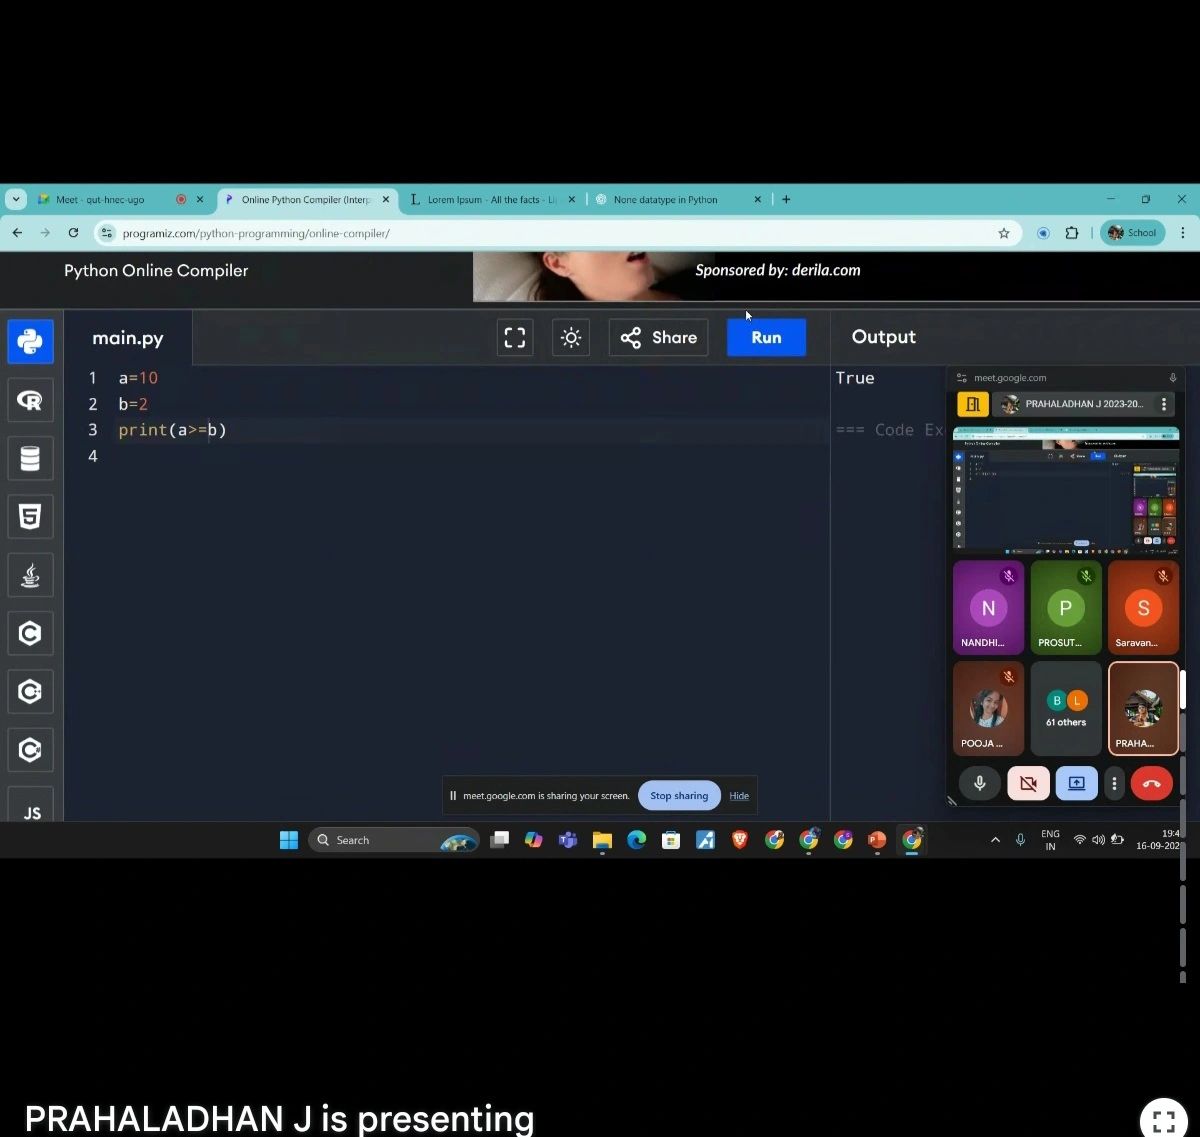 Meet - qut-hnec-ugo
Online Python Compiler (Interp
Lorem Ipsum - All the facts - Li
None datatype in Python
programiz.com/python-programming/online-compiler/
School
Python Online Compiler
Sponsored by: derila.com
main.py
Share
Run
Output
1 a=10
2 b=2
3 print(a>=b)
4
True
=== Code Ex
meet.google.com
PRAHALADHAN J 2023-20...
N
NANDHI...
P
PROSUT...
S
Saravan...
POOJA ...
B L
61 others
PRAHA...
JS
meet.google.com is sharing your screen.
Stop sharing
Hide
Search
ENG
IN
19:4
16-09-202
PRAHALADHAN J is presenting